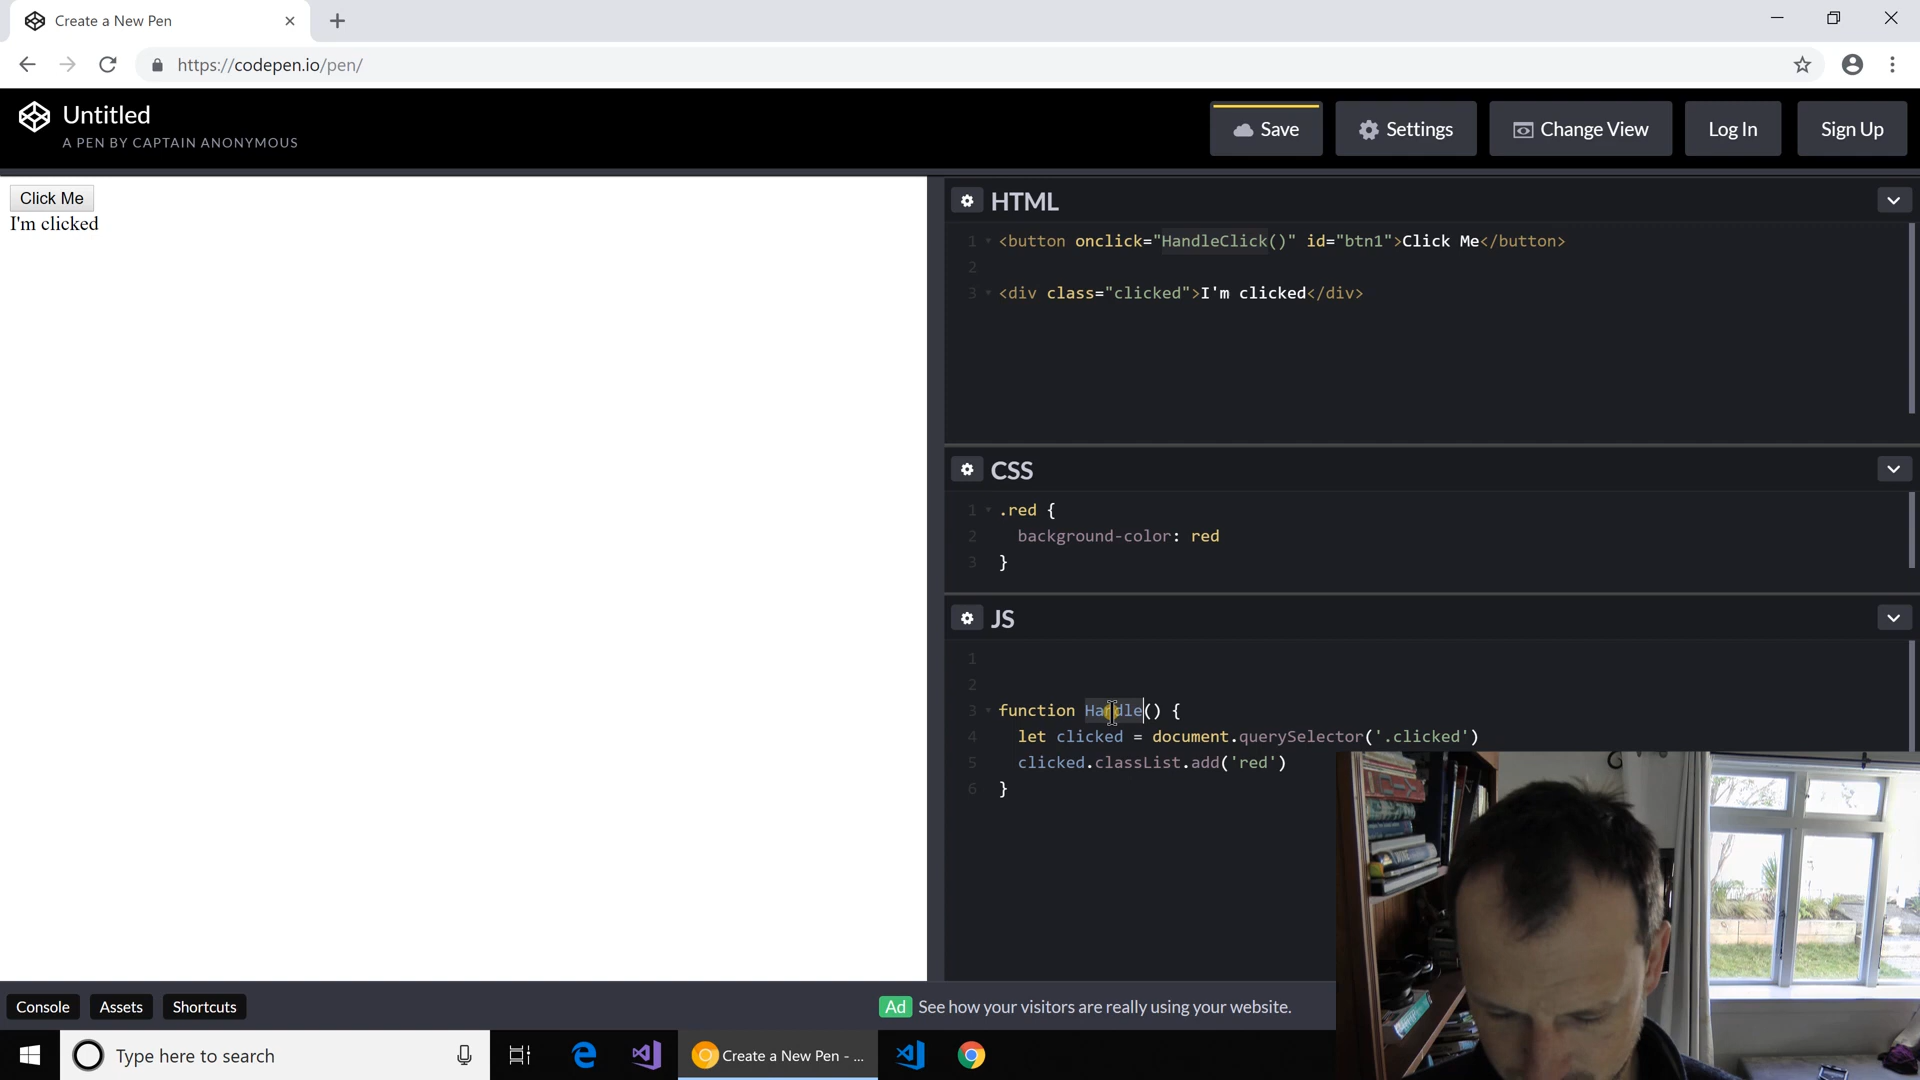 Create a New Pen
https://codepen.io/pen/
Untitled
A PEN BY CAPTAIN ANONYMOUS
Save
Settings
Change View
Log In
Sign Up
Click Me
I'm clicked
HTML
1 <button onclick="HandleClick()" id="btn1">Click Me</button>
2
3 <div class="clicked">I'm clicked</div>
CSS
1 .red {
2 background-color: red
3 }
JS
1
2
3 function Handle() {
4 let clicked = document.querySelector('.clicked')
5 clicked.classList.add('red')
6 }
Console
Assets
Shortcuts
Ad See how your visitors are really using your website.
Type here to search
Create a New Pen - ...